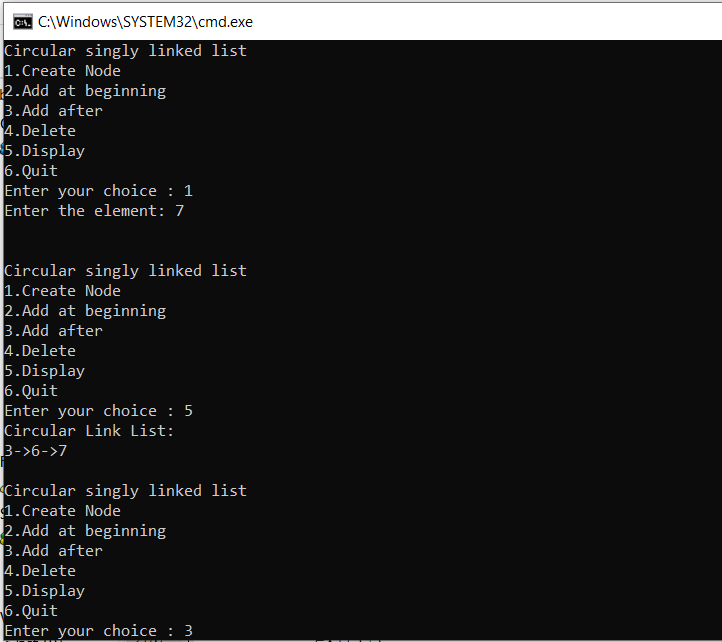 C:\Windows\SYSTEM32\cmd.exe
Circular singly linked list
1.Create Node
2.Add at beginning
3.Add after
4.Delete
5.Display
6.Quit
Enter your choice : 1
Enter the element: 7
Circular singly linked list
1.Create Node
2.Add at beginning
3.Add after
4.Delete
5.Display
6.Quit
Enter your choice : 5
Circular Link List:
3->6->7
Circular singly linked list
1.Create Node
2.Add at beginning
3.Add after
4.Delete
5.Display
6.Quit
Enter your choice : 3